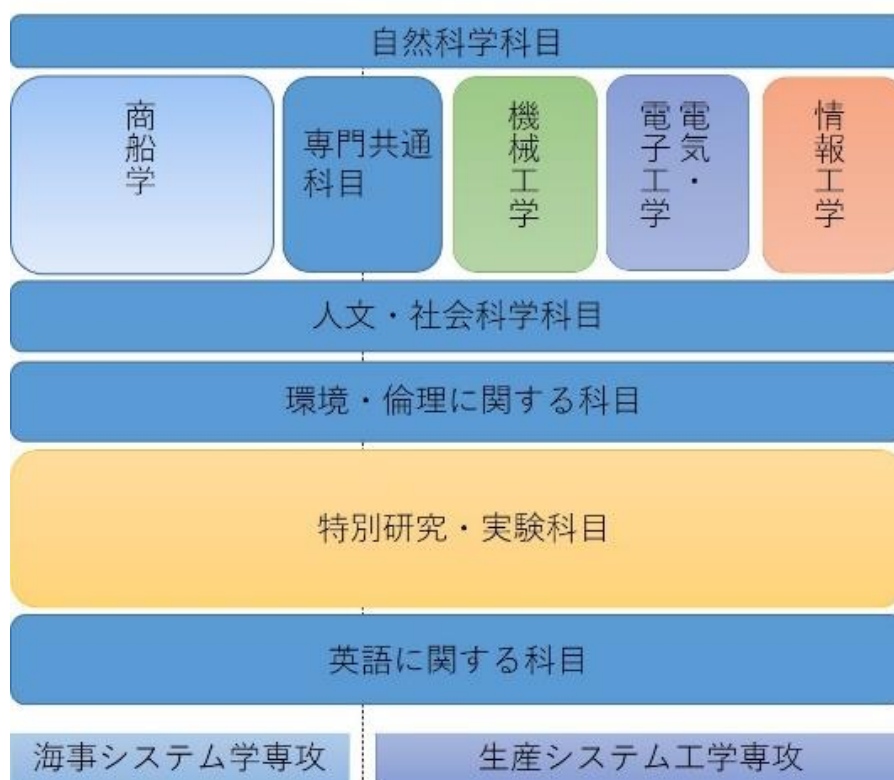 自然科学科目
商船学
専門共通
科目
機械工学
電気・
電子工学
情報工学
人文・社会科学科目
環境・倫理に関する科目
特別研究・実験科目
英語に関する科目
海事システム学専攻
生産システム工学専攻